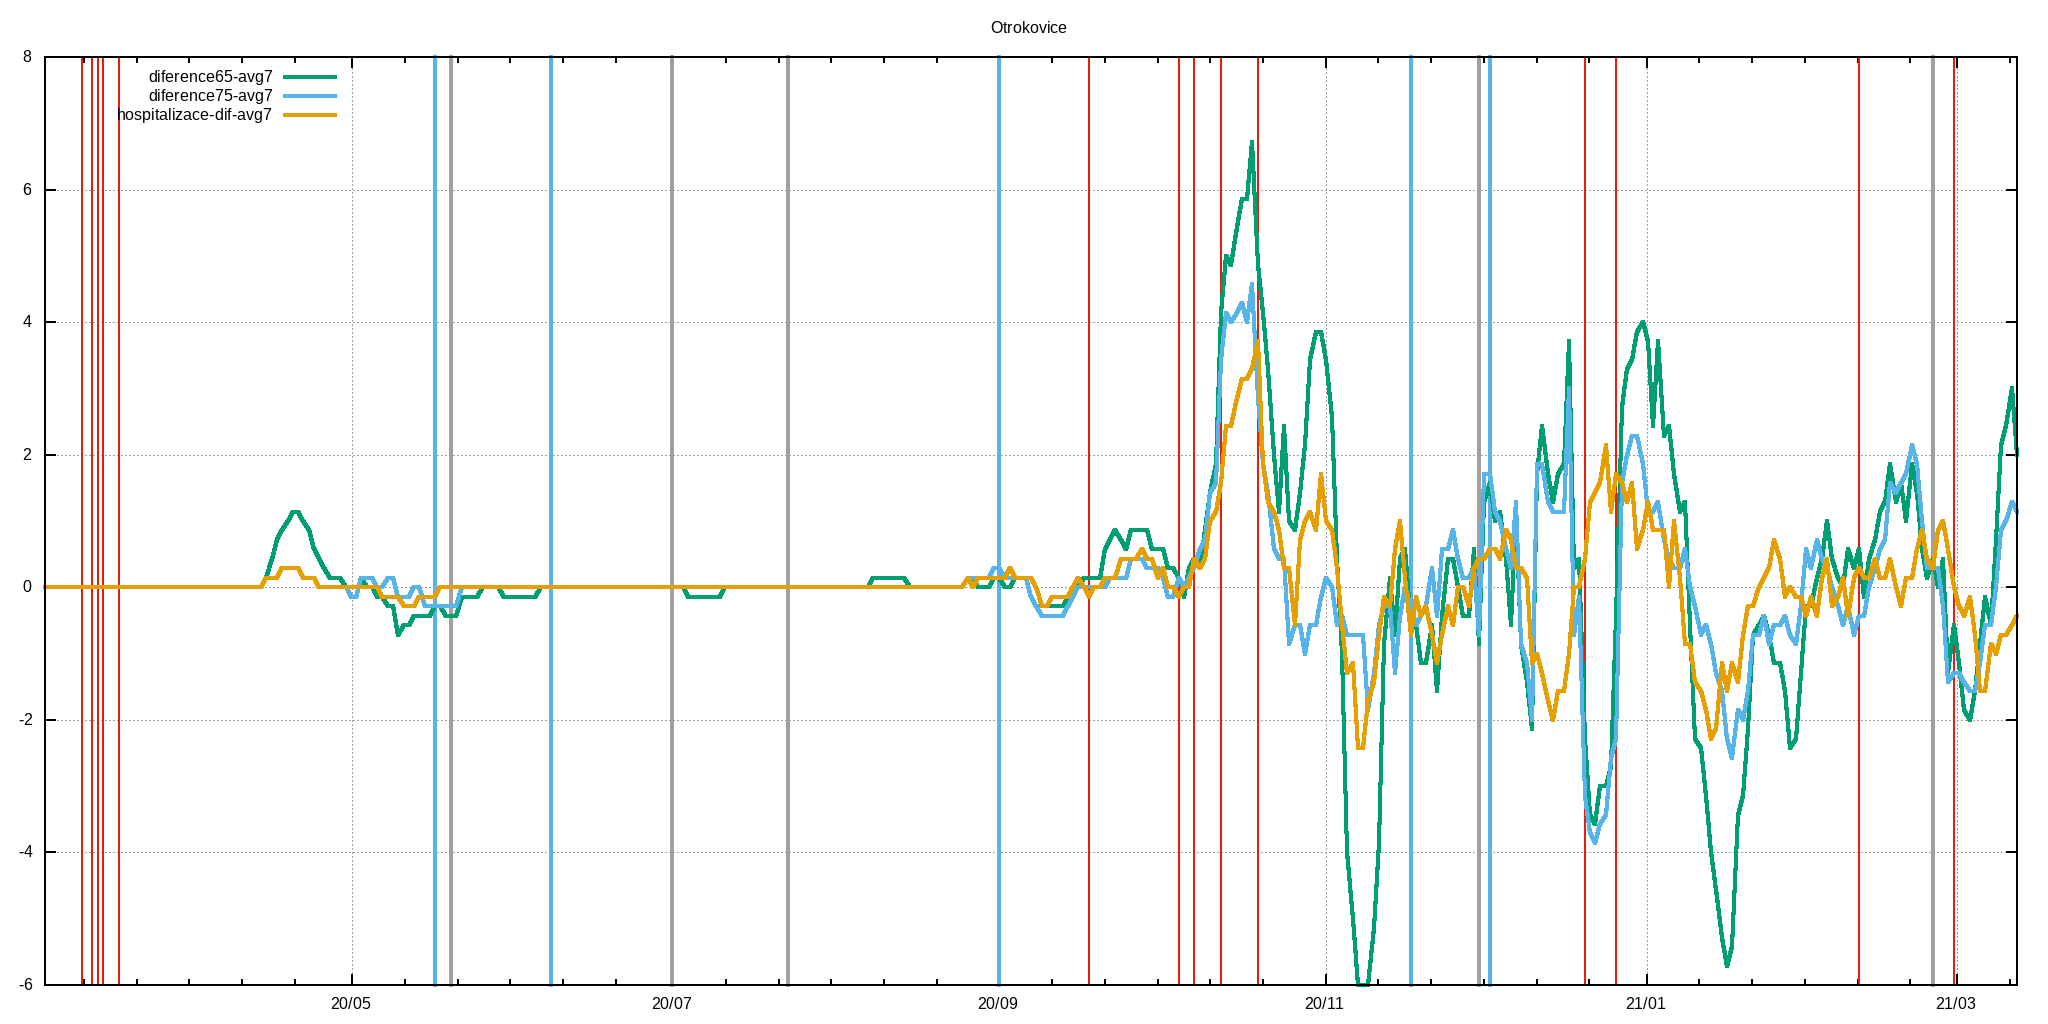 Otrokovice
diference65-avg7
diference75-avg7
hospitalizace-dif-avg7
8
6
4
2
0
-2
-4
-6
20/05 20/07 20/09 20/11 21/01 21/03